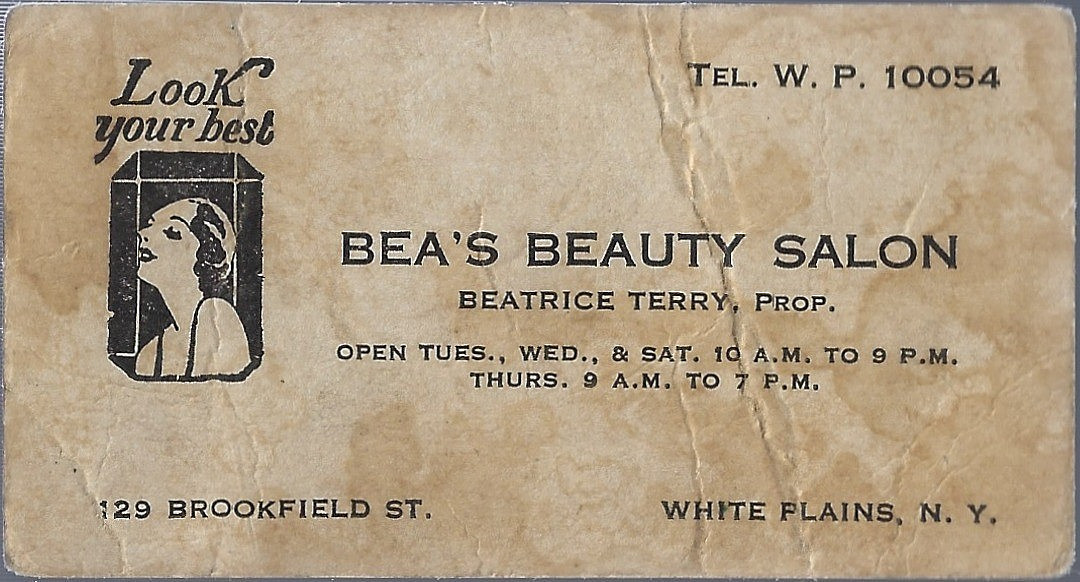 Look
your best
TEL. W. P. 10054
BEA'S BEAUTY SALON
BEATRICE TERRY, PROP.
OPEN TUES., WED., & SAT. 10 A.M. TO 9 P.M.
THURS. 9 A.M. TO 7 P.M.
129 BROOKFIELD ST.
WHITE PLAINS, N. Y.